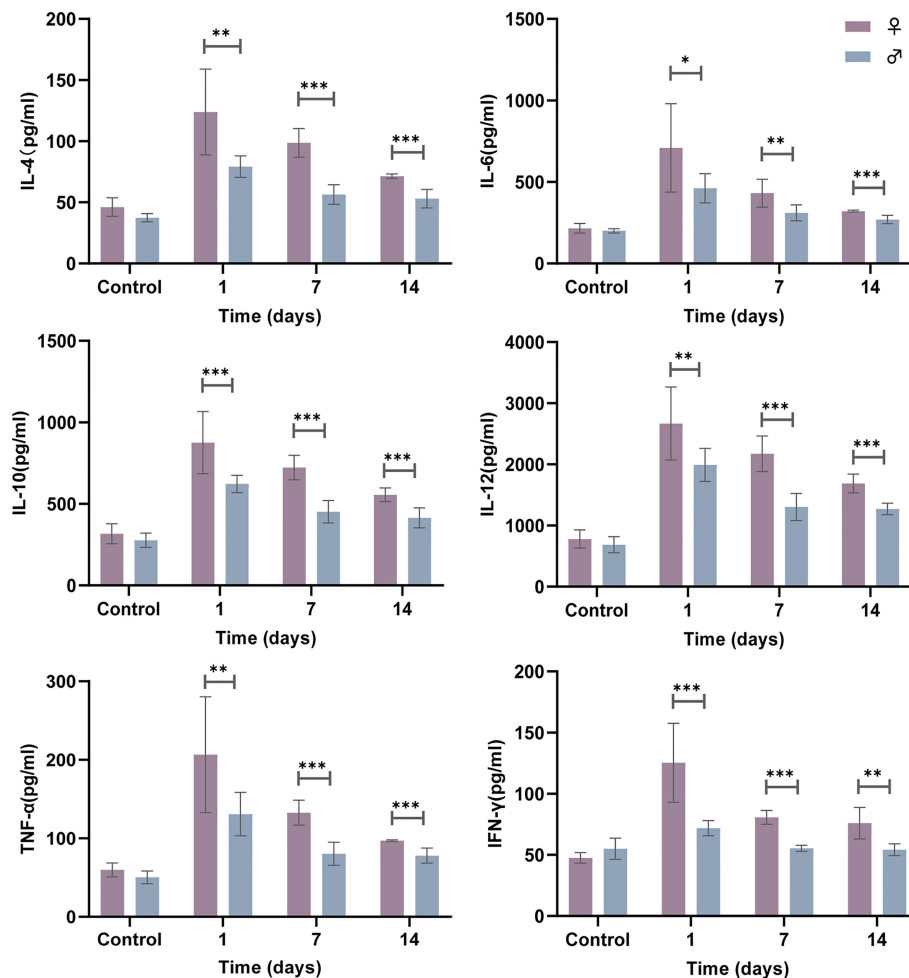 ♀
♂
IL-4（pg/ml)
200
150
100
50
0
**
***
***
Control 1 7 14
Time (days)
IL-6(pg/ml)
1500
1000
500
0
*
**
***
Control 1 7 14
Time (days)
IL-10(pg/ml)
1500
1000
500
0
***
***
***
Control 1 7 14
Time (days)
IL-12(pg/ml)
4000
3000
2000
1000
0
**
***
***
Control 1 7 14
Time (days)
TNF-α(pg/ml)
300
200
100
0
**
***
***
Control 1 7 14
Time (days)
IFN-γ(pg/ml)
200
150
100
50
0
***
***
**
Control 1 7 14
Time (days)